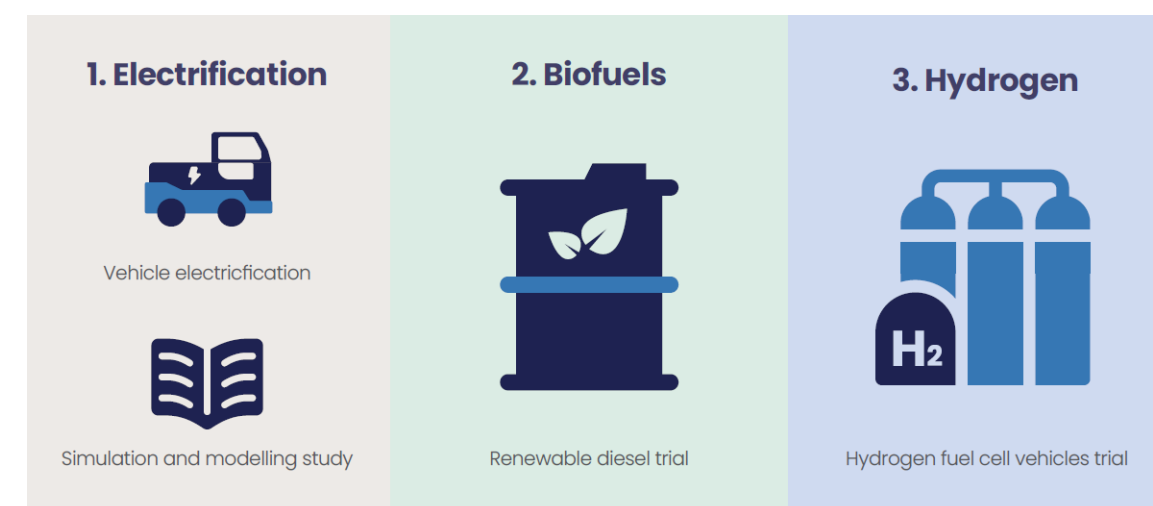 1. Electrification
Vehicle electricfication
Simulation and modelling study
2. Biofuels
Renewable diesel trial
3. Hydrogen
H2
Hydrogen fuel cell vehicles trial